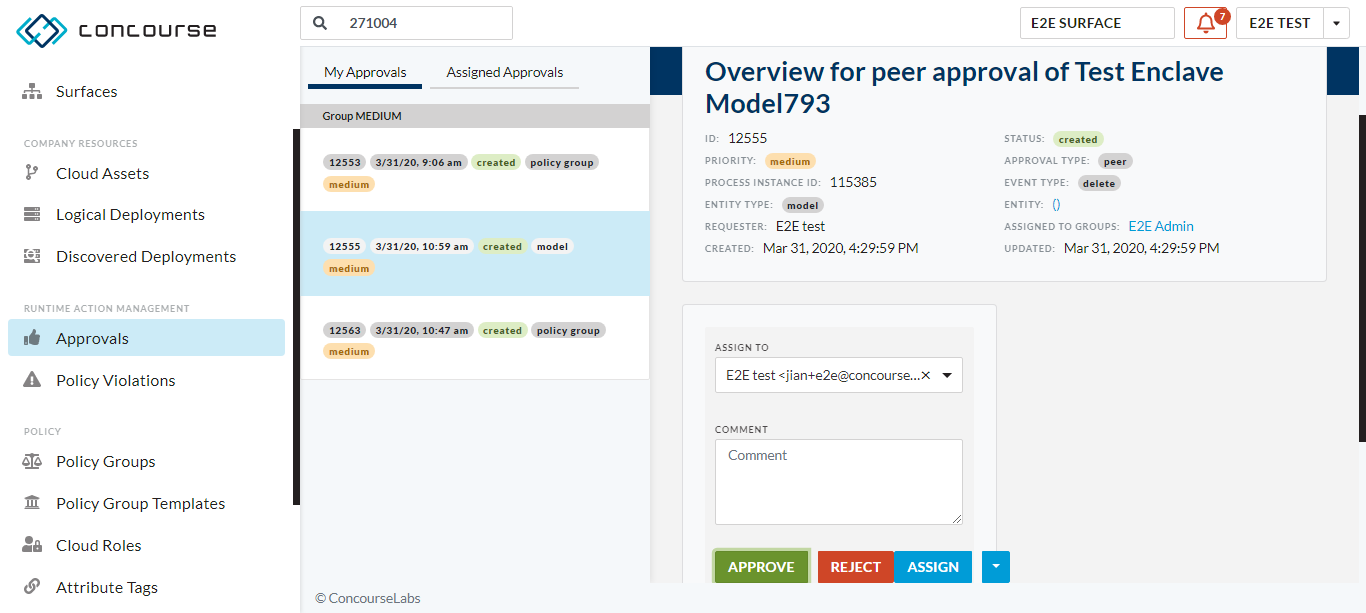 concourse
271004
E2E SURFACE
7
E2E TEST
Surfaces
COMPANY RESOURCES
Cloud Assets
Logical Deployments
Discovered Deployments
RUNTIME ACTION MANAGEMENT
Approvals
Policy Violations
POLICY
Policy Groups
Policy Group Templates
Cloud Roles
Attribute Tags
My Approvals
Assigned Approvals
Group MEDIUM
12553 3/31/20, 9:06 am created policy group
medium
12555 3/31/20, 10:59 am created model
medium
12563 3/31/20, 10:47 am created policy group
medium
Overview for peer approval of Test Enclave
Model793
ID: 12555
PRIORITY: medium
PROCESS INSTANCE ID: 115385
ENTITY TYPE: model
REQUESTER: E2E test
CREATED: Mar 31, 2020, 4:29:59 PM
STATUS: created
APPROVAL TYPE: peer
EVENT TYPE: delete
ENTITY: ()
ASSIGNED TO GROUPS: E2E Admin
UPDATED: Mar 31, 2020, 4:29:59 PM
ASSIGN TO
E2E test <jian+e2e@concourse...×
COMMENT
Comment
APPROVE
REJECT
ASSIGN
© ConcourseLabs